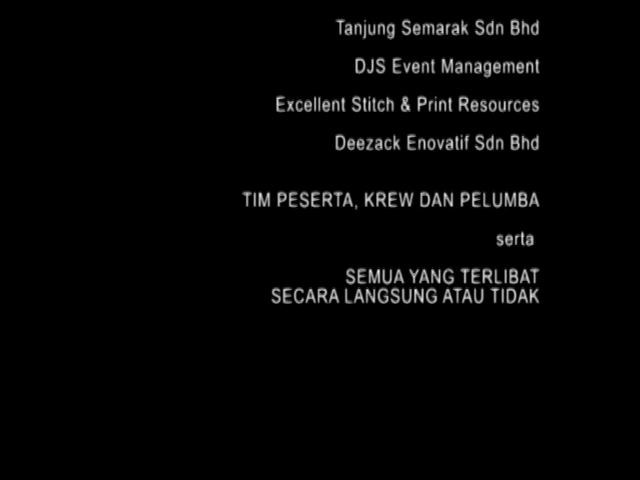 Tanjung Semarak Sdn Bhd
DJS Event Management
Excellent Stitch & Print Resources
Deezack Enovatif Sdn Bhd
TIM PESERTA, KREW DAN PELUMBA
serta
SEMUA YANG TERLIBAT
SECARA LANGSUNG ATAU TIDAK